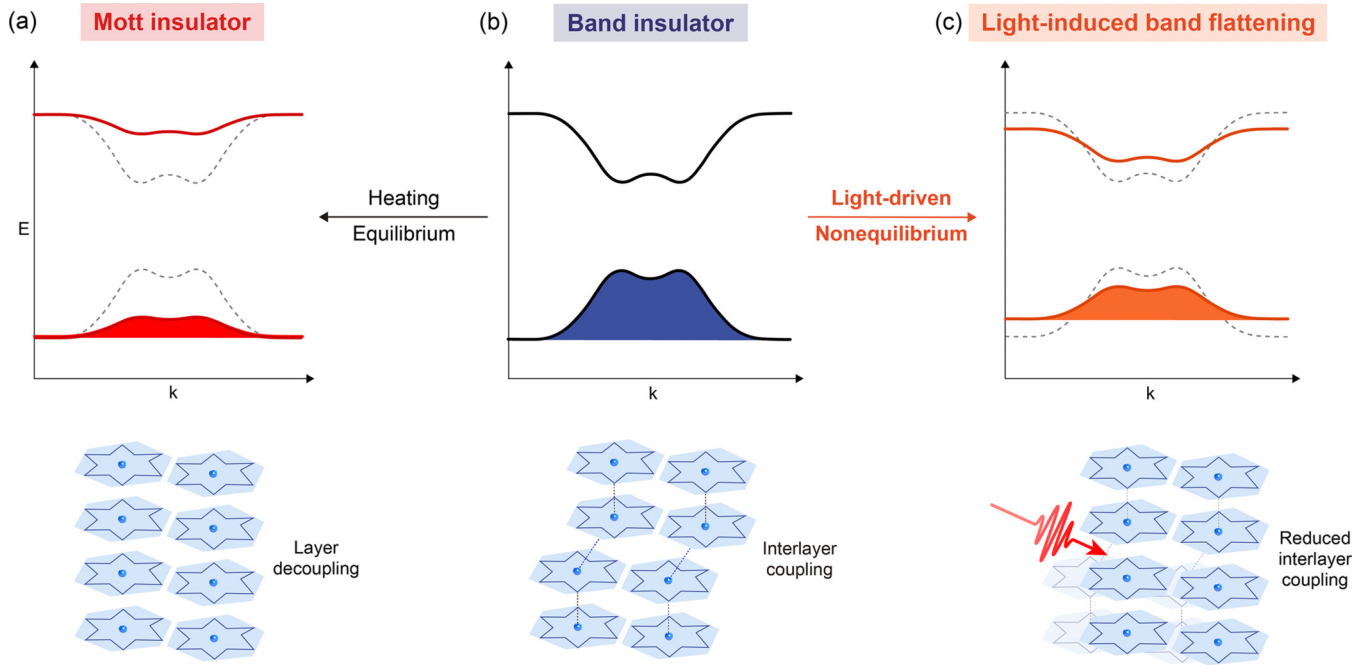 (a)
Mott insulator
(b)
Band insulator
(c)
Light-induced band flattening
E
k
Heating
Equilibrium
k
Light-driven
Nonequilibrium
k
Layer
decoupling
Interlayer
coupling
Reduced
interlayer
coupling